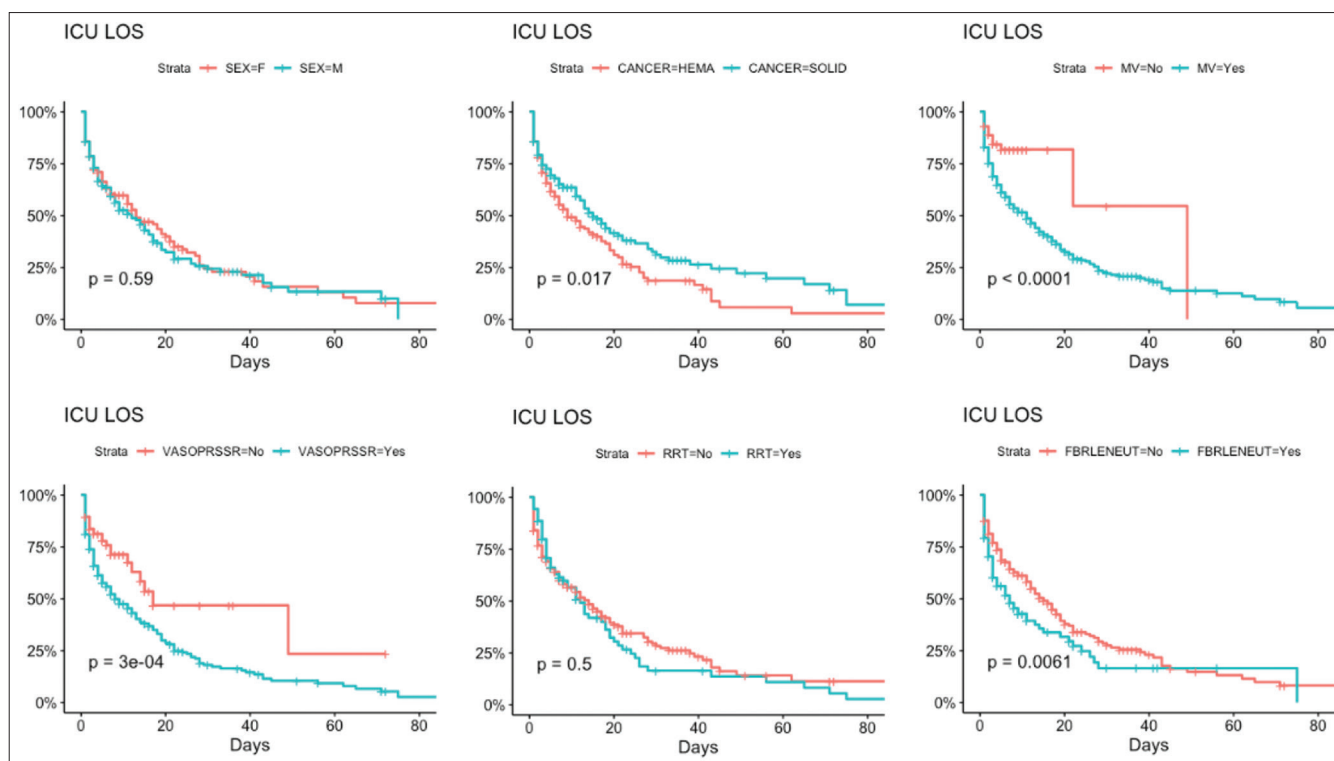 ICU LOS
Strata SEX=F SEX=M
100%
75%
50%
25%
0%
p = 0.59
0 20 40 60 80
Days
ICU LOS
Strata CANCER=HEMA CANCER=SOLID
100%
75%
50%
25%
0%
p = 0.017
0 20 40 60 80
Days
ICU LOS
Strata MV=No MV=Yes
100%
75%
50%
25%
0%
p < 0.0001
0 20 40 60 80
Days
ICU LOS
Strata VASOPRSSR=No VASOPRSSR=Yes
100%
75%
50%
25%
0%
p = 3e-04
0 20 40 60 80
Days
ICU LOS
Strata RRT=No RRT=Yes
100%
75%
50%
25%
0%
p = 0.5
0 20 40 60 80
Days
ICU LOS
Strata FBRLENEUT=No FBRLENEUT=Yes
100%
75%
50%
25%
0%
p = 0.0061
0 20 40 60 80
Days